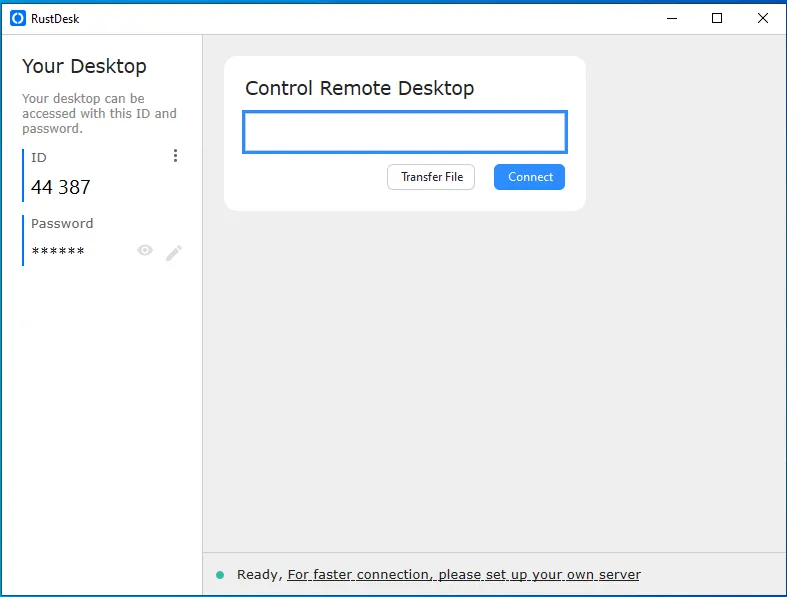 RustDesk
Your Desktop
Your desktop can be
accessed with this ID and
password.
ID
44 387
Password
******
Control Remote Desktop
Transfer File
Connect
Ready, For faster connection, please set up your own server